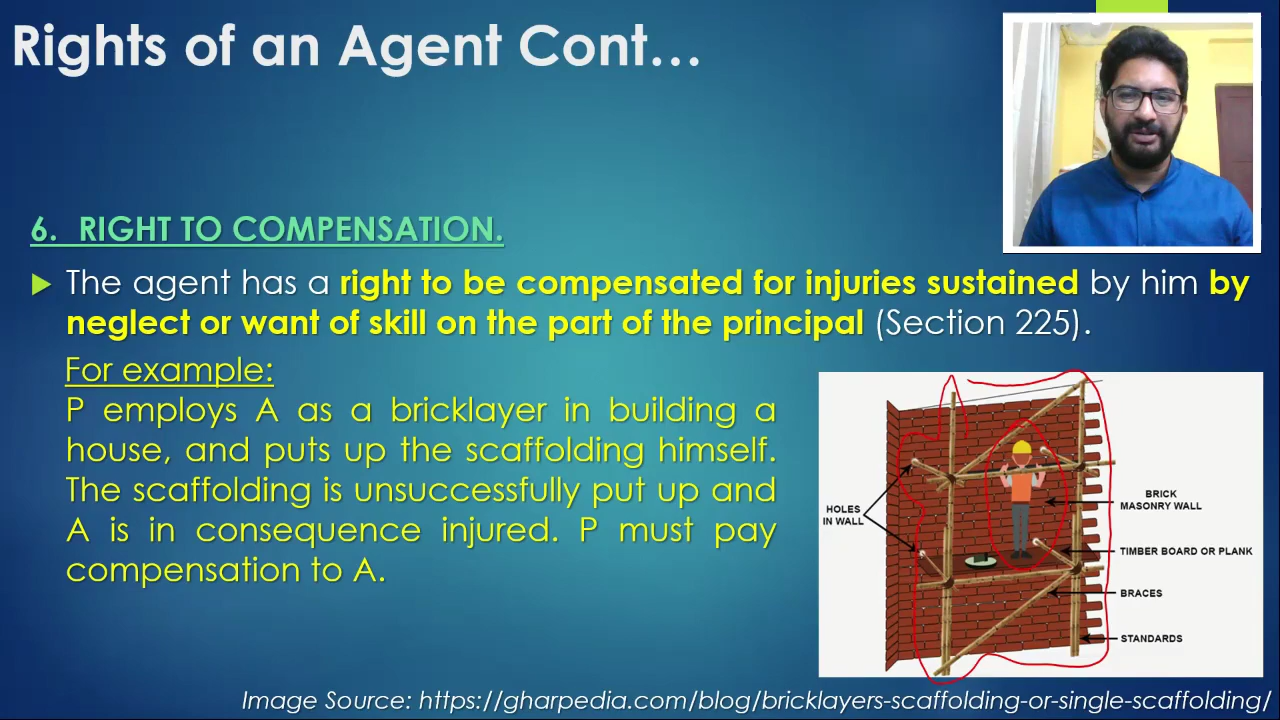 Rights of an Agent Cont...
6. RIGHT TO COMPENSATION.
The agent has a right to be compensated for injuries sustained by him by
neglect or want of skill on the part of the principal (Section 225).
For example:
P employs A as a bricklayer in building a
house, and puts up the scaffolding himself.
The scaffolding is unsuccessfully put up and
A is in consequence injured. P must pay
compensation to A.
HOLES
IN WALL
BRICK
MASONRY WALL
TIMBER BOARD OR PLANK
BRACES
STANDARDS
Image Source: https://gharpedia.com/blog/bricklayers-scaffolding-or-single-scaffolding/